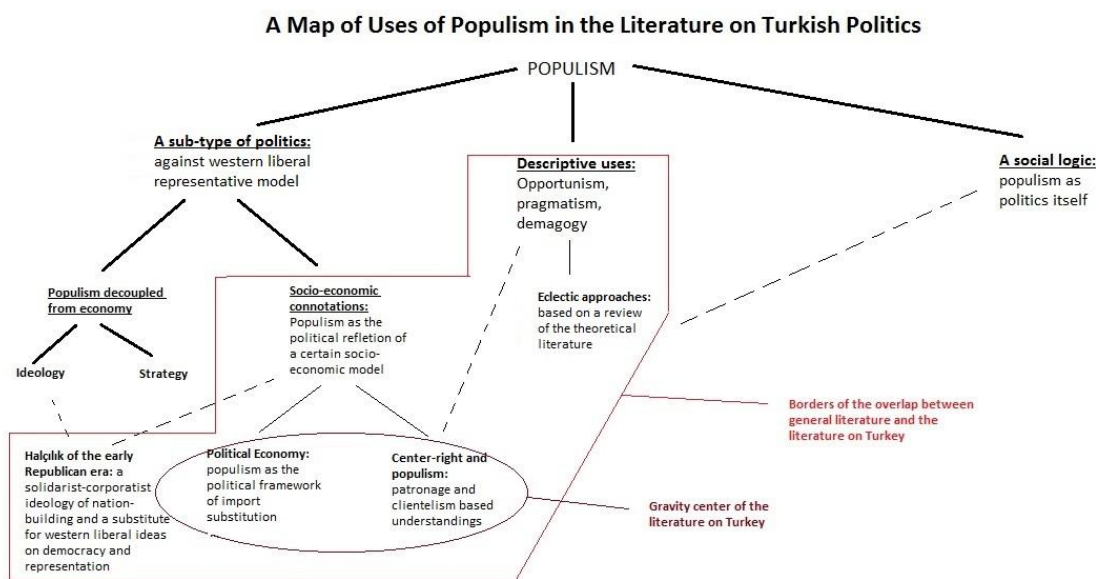 A Map of Uses of Populism in the Literature on Turkish Politics
POPULISM
A sub-type of politics:
against western liberal
representative model
Descriptive uses:
Opportunism,
pragmatism,
demagogy
A social logic:
populism as
politics itself
Populism decoupled
from economy
Socio-economic
connotations:
Populism as the
political refletion of
a certain socio-
economic model
Eclectic approaches:
based on a review
of the theoretical
literature
Ideology
Strategy
Borders of the overlap between
general literature and the
literature on Turkey
Halçılık of the early
Republican era: a
solidarist-corporatist
ideology of nation-
building and a substitute
for western liberal ideas
on democracy and
representation
Political Economy:
populism as the
political framework
of import
substitution
Center-right and
populism:
patronage and
clientelism based
understandings
Gravity center of the
literature on Turkey